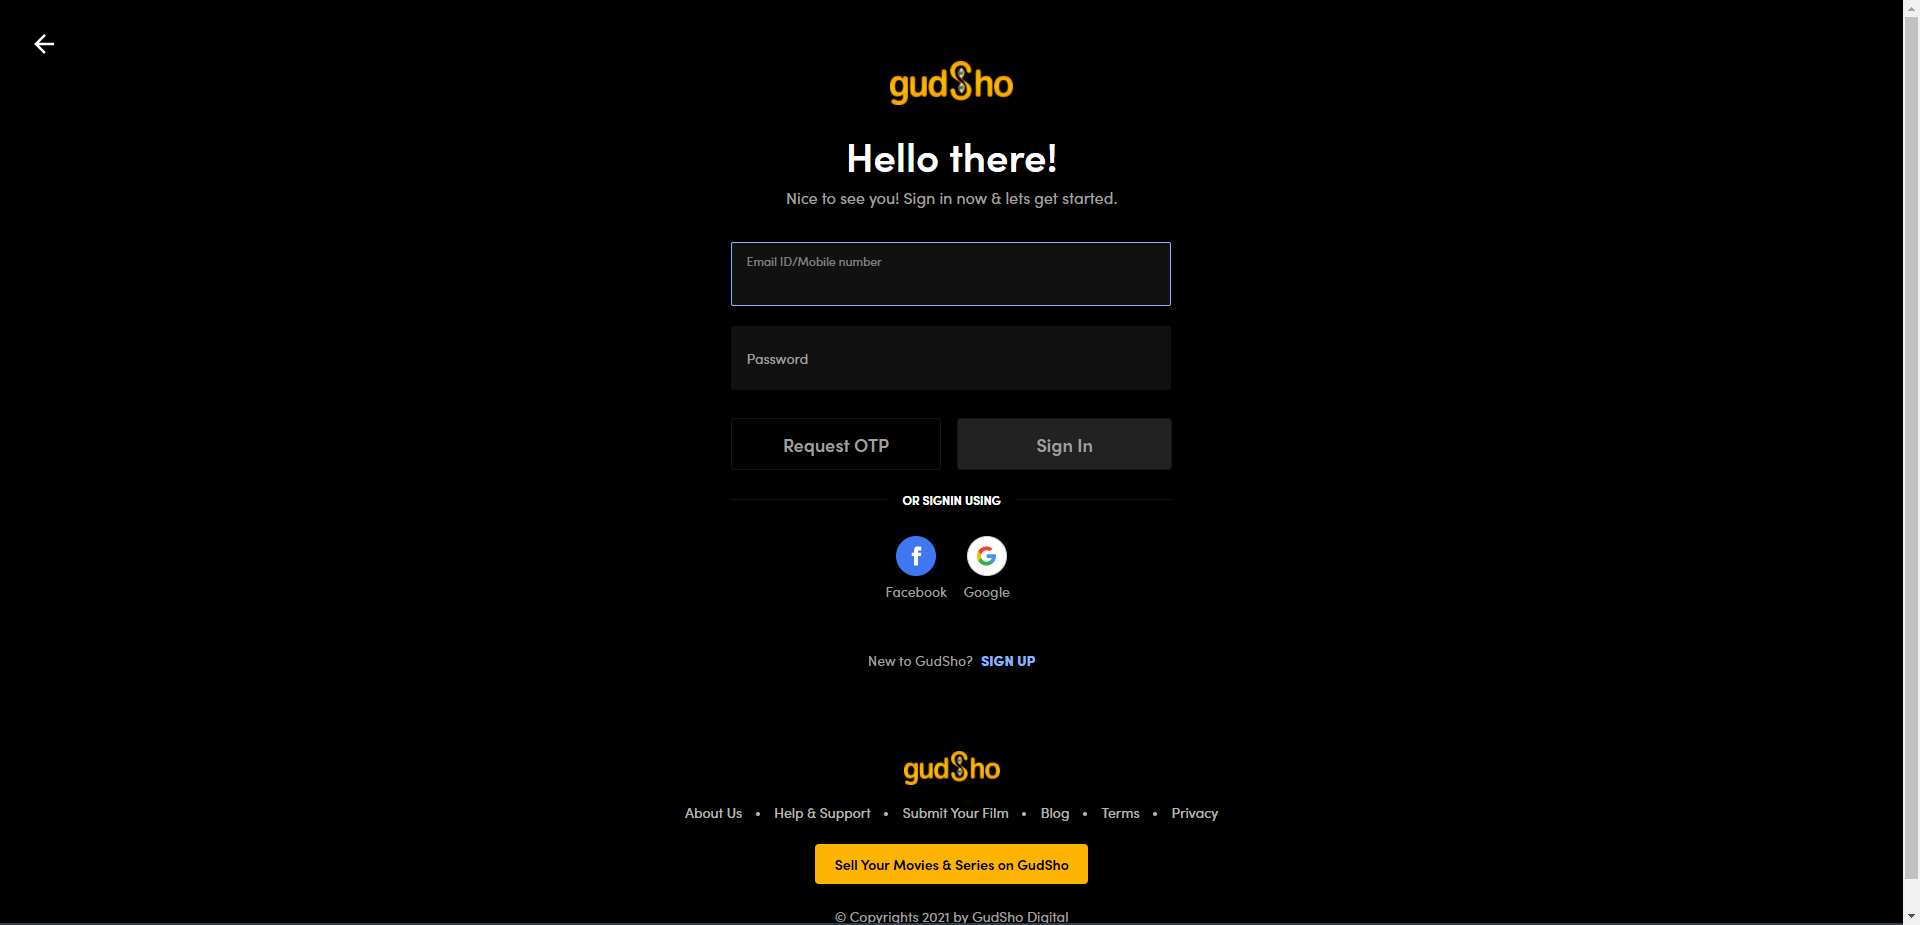 gudSho
Hello there!
Nice to see you! Sign in now & lets get started.
Email ID/Mobile number
Password
Request OTP
Sign In
OR SIGNIN USING
Facebook
Google
New to GudSho? SIGN UP
gudSho
About Us • Help & Support • Submit Your Film • Blog • Terms • Privacy
Sell Your Movies & Series on GudSho
© Copyrights 2021 by GudSho Digital